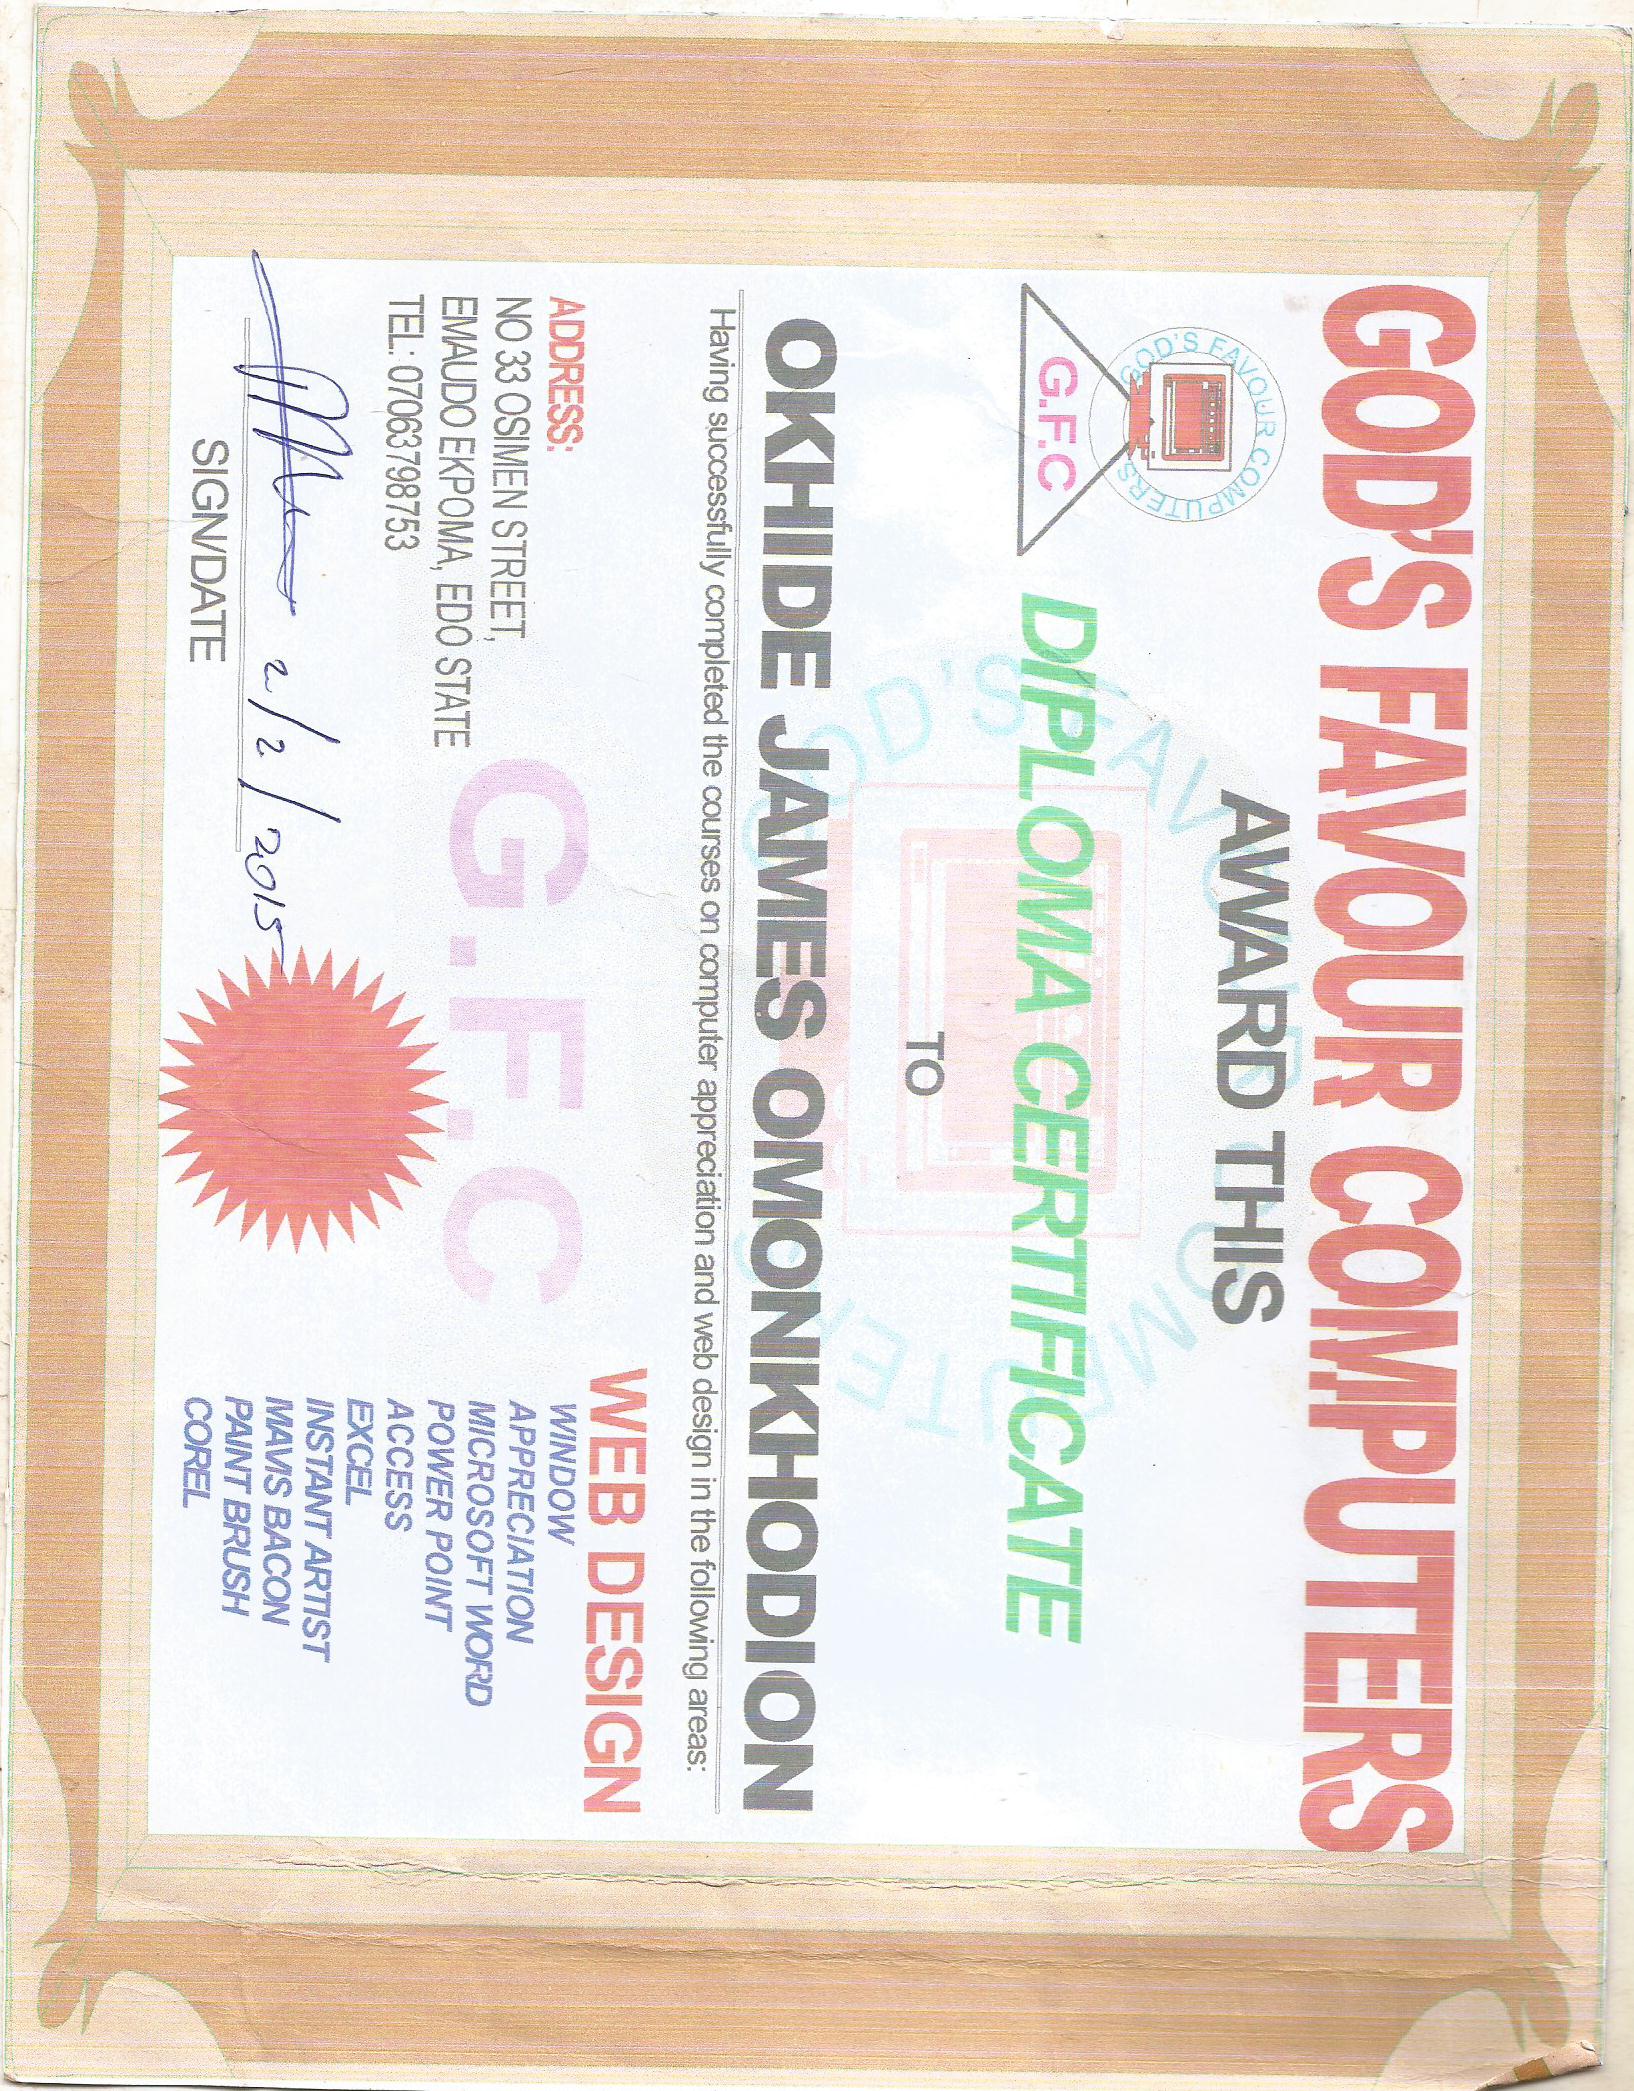 GOD'S FAVOUR COMPUTERS
AWARD THIS
GOD'S FAVOUR COMPUTERS
G.F.C
DIPLOMA CERTIFICATE
TO
OKHIDE JAMES OMONKHODION
Having successfully completed the courses on computer appreciation and web design in the following areas:
ADDRESS:
NO 33 OSIMEN STREET,
EMAUDO EKPOMA, EDO STATE
TEL: 07063798753
2/2/2015
SIGN/DATE
GOD'S FAVOUR COMPUTERS
G.F.C
WEB DESIGN
WINDOW
APPRECIATION
MICROSOFT WORD
POWER POINT
ACCESS
EXCEL
INSTANT ARTIST
MAVIS BACON
PAINT BRUSH
COREL